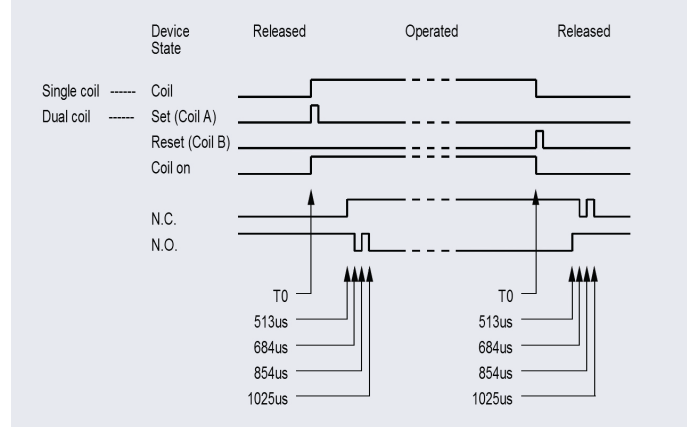 Device State Released Operated Released
Single coil ------ Coil
Dual coil ------ Set (Coil A)
Reset (Coil B)
Coil on
N.C.
N.O.
T0 T0
513us 513us
684us 684us
854us 854us
1025us 1025us